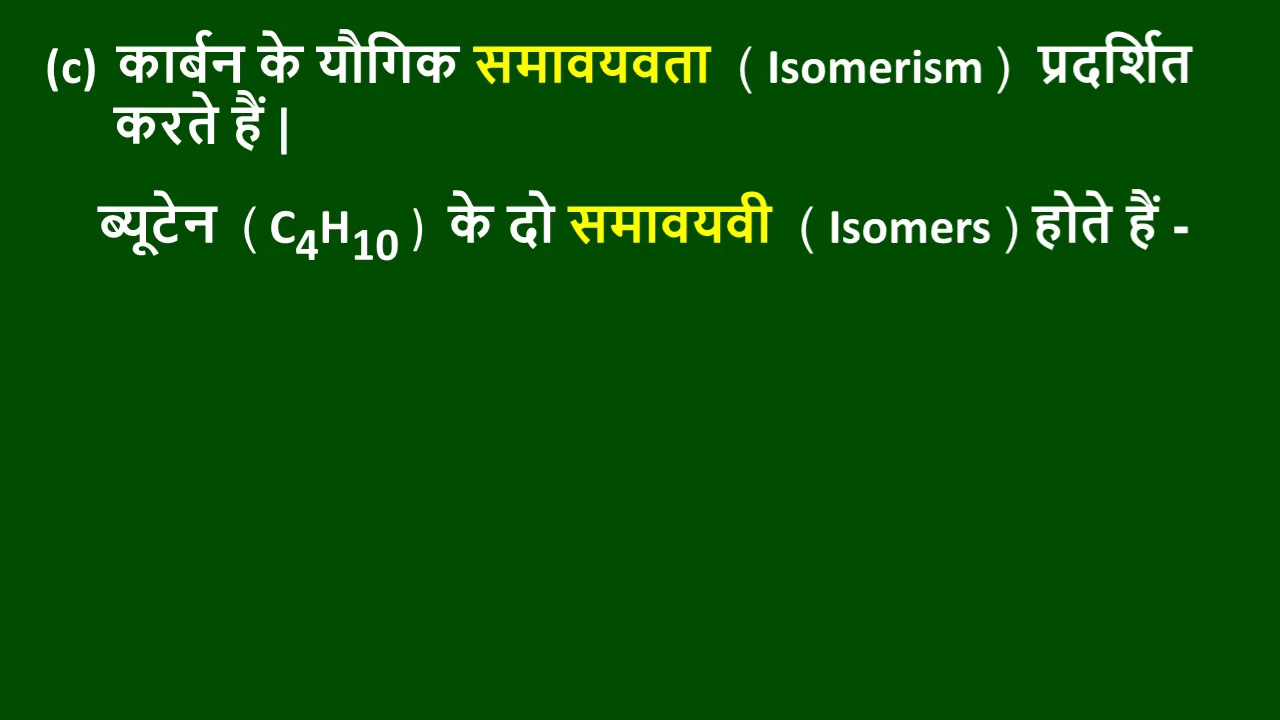 (c) कार्बन के यौगिक समावयवता ( Isomerism ) प्रदर्शित
करते हैं |
ब्यूटेन ( C₄H₁₀ ) के दो समावयवी ( Isomers ) होते हैं -